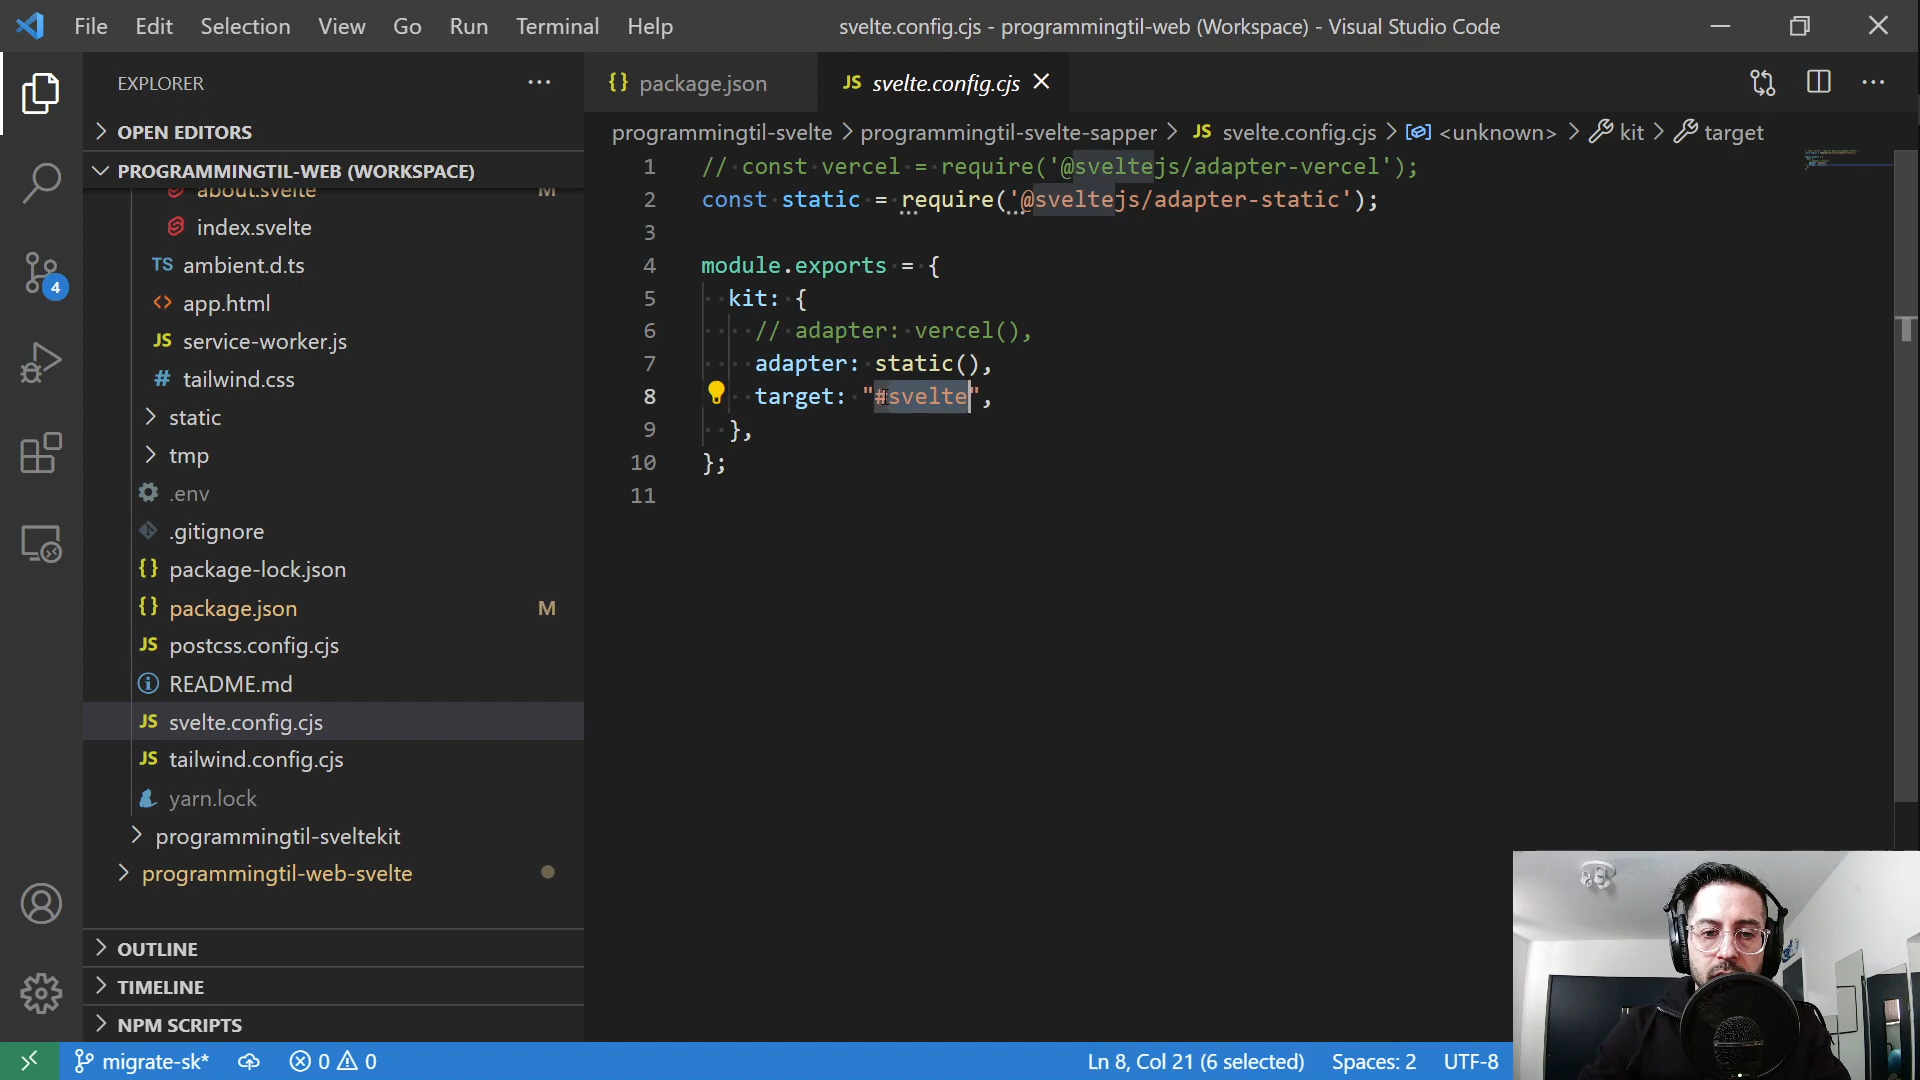 File Edit Selection View Go Run Terminal Help
svelte.config.cjs - programmingtil-web (Workspace) - Visual Studio Code
EXPLORER
OPEN EDITORS
PROGRAMMINGTIL-WEB (WORKSPACE)
about.svelte M
index.svelte
TS ambient.d.ts
<> app.html
JS service-worker.js
# tailwind.css
static
tmp
.env
.gitignore
{} package-lock.json
{} package.json M
JS postcss.config.cjs
README.md
JS svelte.config.cjs
JS tailwind.config.cjs
yarn.lock
programmingtil-sveltekit
programmingtil-web-svelte
OUTLINE
TIMELINE
NPM SCRIPTS
4
{} package.json
JS svelte.config.cjs
programmingtil-svelte > programmingtil-svelte-sapper > JS svelte.config.cjs > <unknown> > kit > target
1 // const vercel = require('@sveltejs/adapter-vercel');
2 const static = require('@sveltejs/adapter-static');
3
4 module.exports = {
5 kit: {
6 // adapter: vercel(),
7 adapter: static(),
8 target: "#svelte",
9 },
10 };
11
migrate-sk* 0 0 Ln 8, Col 21 (6 selected) Spaces: 2 UTF-8